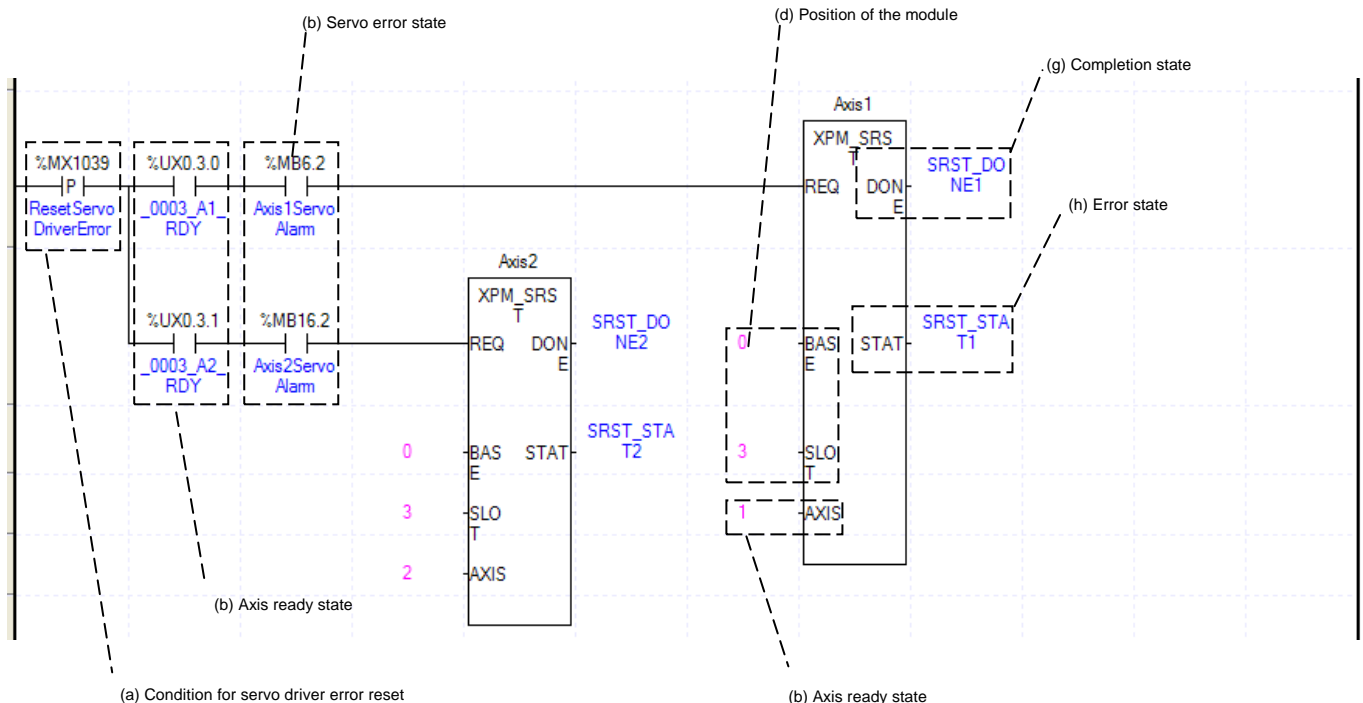 (b) Servo error state
(d) Position of the module
(g) Completion state
(h) Error state
Axis1
XPM_SRS
T
%MX1039
P
ResetServo
DriverError
%UX0.3.0
_0003_A1_
RDY
%MB6.2
Axis1Servo
Alarm
REQ
DON
E
SRST_DO
NE1
%UX0.3.1
_0003_A2_
RDY
%MB16.2
Axis2Servo
Alarm
Axis2
XPM_SRS
T
REQ
DON
E
SRST_DO
NE2
0
BAS
E
STAT
SRST_STA
T2
3
SLO
T
2
AXIS
0
BAS
E
STAT
SRST_STA
T1
3
SLO
T
1
AXIS
(b) Axis ready state
(a) Condition for servo driver error reset
(b) Axis ready state